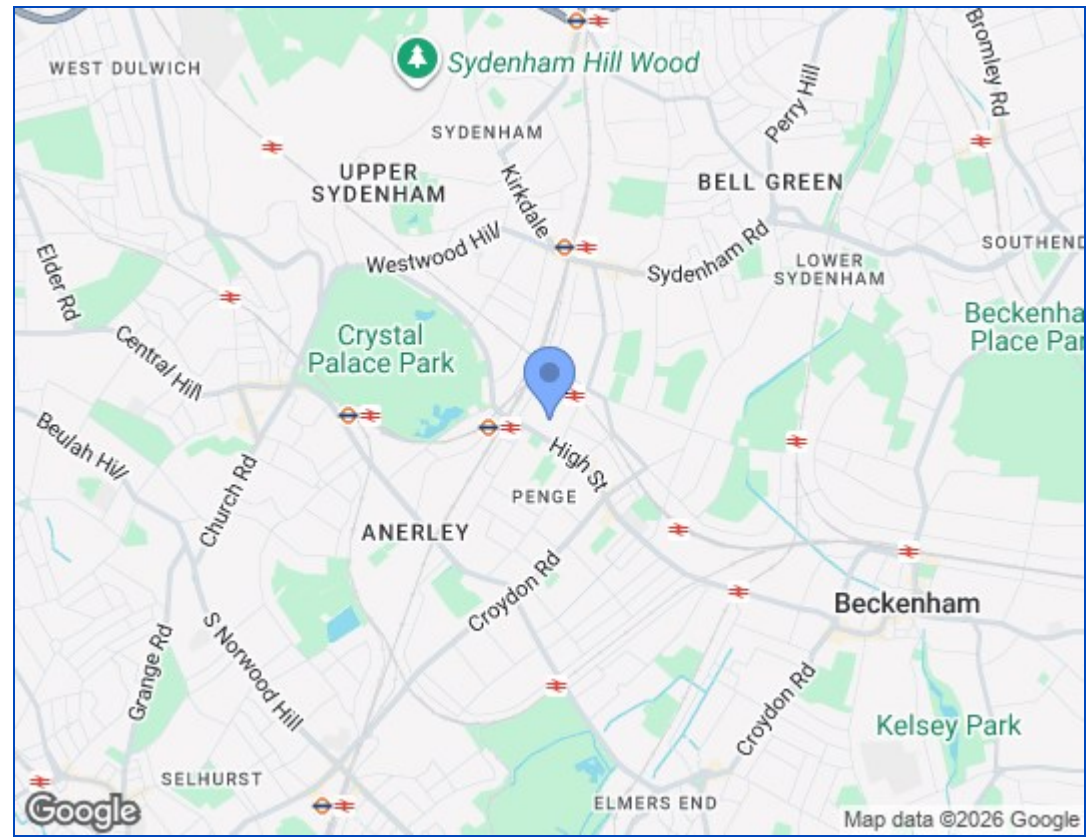 WEST DULWICH
Sydenham Hill Wood
Bromley Rd
Perry Hill
SYDENHAM
UPPER
SYDENHAM
Kirkdale
BELL GREEN
Westwood Hill
Sydenham Rd
SOUTHEND
LOWER
SYDENHAM
Elder Rd
Crystal
Palace Park
Beckenha
Place Par
Central Hill
Beulah Hill
Church Rd
High St
PENGE
ANERLEY
Croydon Rd
Beckenham
Grange Rd
S Norwood Hill
Croydon Rd
Kelsey Park
SELHURST
ELMERS END
Google
Map data ©2026 Google